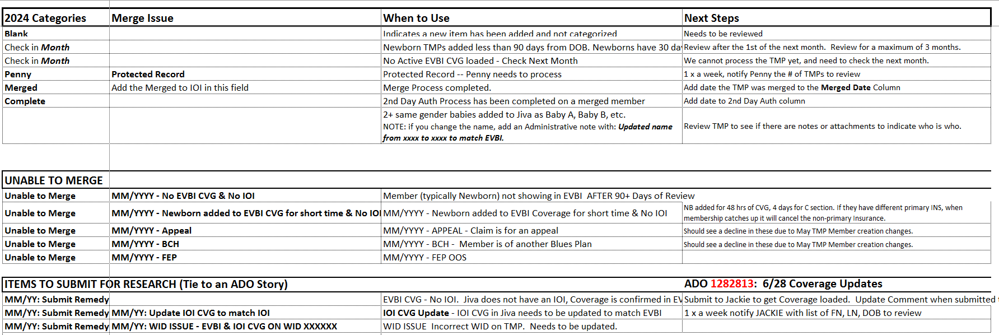 2024 Categories Merge Issue When to Use Next Steps
Blank Indicates a new item has been added and not categorized Needs to be reviewed
Check in Month Newborn TMPs added less than 90 days from DOB. Newborns have 30 da Review after the 1st of the next month. Review for a maximum of 3 months.
Check in Month No Active EVBI CVG loaded - Check Next Month We cannot process the TMP yet, and need to check the next month.
Penny Protected Record Protected Record -- Penny needs to process 1 x a week, notify Penny the # of TMPs to review
Merged Add the Merged to IOI in this field Merge Process completed. Add date the TMP was merged to the Merged Date Column
Complete 2nd Day Auth Process has been completed on a merged member Add date to 2nd Day Auth column
2+ same gender babies added to Jiva as Baby A, Baby B, etc.
NOTE: if you change the name, add an Administrative note with: Updated name
from xxxx to xxxx to match EVBI.
Review TMP to see if there are notes or attachments to indicate who is who.
UNABLE TO MERGE
Unable to Merge MM/YYYY - No EVBI CVG & No IOI Member (typically Newborn) not showing in EVBI AFTER 90+ Days of Review
Unable to Merge MM/YYYY - Newborn added to EVBI CVG for short time & No IOI MM/YYYY - Newborn added to EVBI Coverage for short time & No IOI
NB added for 48 hrs of CVG, 4 days for C section. If they have different primary INS, when
membership catches up it will cancel the non-primary Insurance.
Unable to Merge MM/YYYY - Appeal MM/YYYY - APPEAL - Claim is for an appeal Should see a decline in these due to May TMP Member creation changes.
Unable to Merge MM/YYYY - BCH MM/YYYY - BCH - Member is of another Blues Plan Should see a decline in these due to May TMP Member creation changes.
Unable to Merge MM/YYYY - FEP MM/YYYY - FEP OOS
ITEMS TO SUBMIT FOR RESEARCH (Tie to an ADO Story) ADO 1282813: 6/28 Coverage Updates
MM/YY: Submit Remedy EVBI CVG - No IOI. Jiva does not have an IOI, Coverage is confirmed in EV Submit to Jackie to get Coverage loaded. Update Comment when submitted t
MM/YY: Submit Remedy MM/YY: Update IOI CVG to match IOI IOI CVG Update - IOI CVG in Jiva needs to be updated to match EVBI 1 x a week notify JACKIE with list of FN, LN, DOB to review
MM/YY: Submit Remedy MM/YY: WID ISSUE - EVBI & IOI CVG ON WID XXXXXX WID ISSUE Incorrect WID on TMP. Needs to be updated.